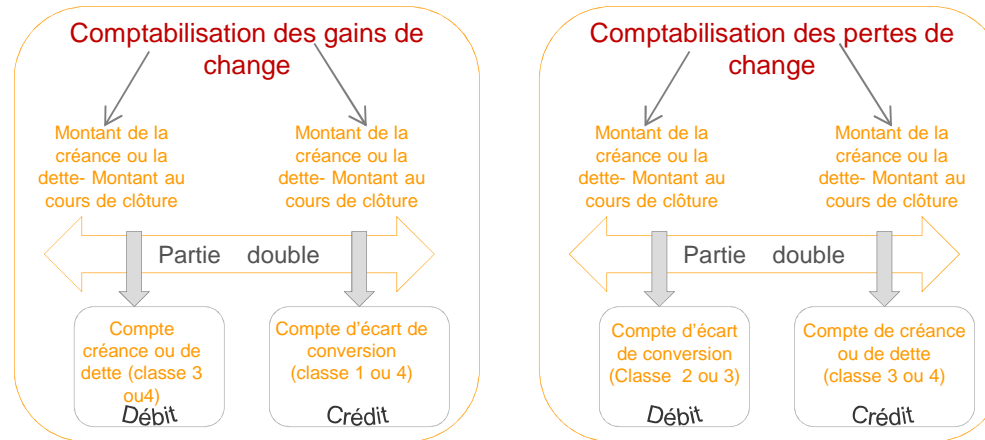 Comptabilisation des gains de
change
Montant de la
créance ou la
dette- Montant au
cours de clôture
Montant de la
créance ou la
dette- Montant au
cours de clôture
Partie double
Compte
créance ou de
dette (classe 3
ou4)
Débit
Compte d'écart de
conversion
(classe 1 ou 4)
Crédit
Comptabilisation des pertes de
change
Montant de la
créance ou la
dette- Montant au
cours de clôture
Montant de la
créance ou la
dette- Montant au
cours de clôture
Partie double
Compte d'écart
de conversion
(Classe 2 ou 3)
Débit
Compte de créance
ou de dette
(classe 3 ou 4)
Crédit